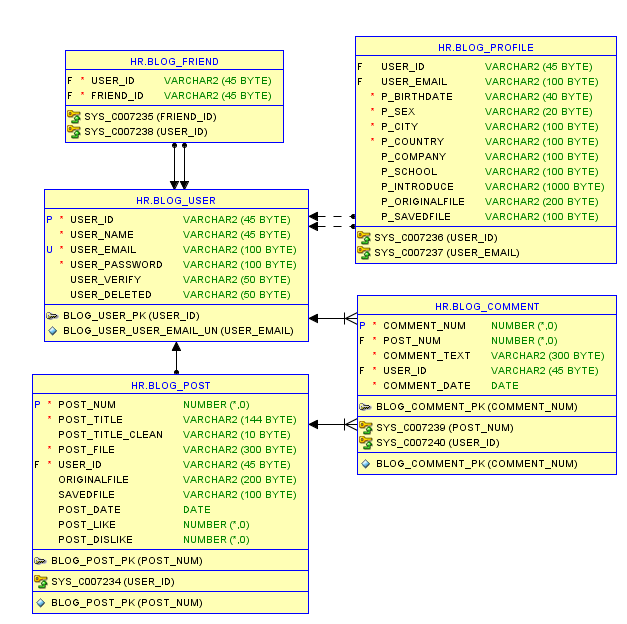 HR.BLOG_FRIEND
F * USER_ID VARCHAR2 (45 BYTE)
F * FRIEND_ID VARCHAR2 (45 BYTE)
SYS_C007235 (FRIEND_ID)
SYS_C007238 (USER_ID)
HR.BLOG_PROFILE
F USER_ID VARCHAR2 (45 BYTE)
F USER_EMAIL VARCHAR2 (100 BYTE)
* P_BIRTHDATE VARCHAR2 (40 BYTE)
* P_SEX VARCHAR2 (20 BYTE)
* P_CITY VARCHAR2 (100 BYTE)
* P_COUNTRY VARCHAR2 (100 BYTE)
P_COMPANY VARCHAR2 (100 BYTE)
P_SCHOOL VARCHAR2 (100 BYTE)
P_INTRODUCE VARCHAR2 (1000 BYTE)
P_ORIGINALFILE VARCHAR2 (200 BYTE)
P_SAVEDFILE VARCHAR2 (100 BYTE)
SYS_C007236 (USER_ID)
SYS_C007237 (USER_EMAIL)
HR.BLOG_USER
P * USER_ID VARCHAR2 (45 BYTE)
* USER_NAME VARCHAR2 (45 BYTE)
U * USER_EMAIL VARCHAR2 (100 BYTE)
* USER_PASSWORD VARCHAR2 (100 BYTE)
USER_VERIFY VARCHAR2 (50 BYTE)
USER_DELETED VARCHAR2 (50 BYTE)
BLOG_USER_PK (USER_ID)
BLOG_USER_USER_EMAIL_UN (USER_EMAIL)
HR.BLOG_COMMENT
P * COMMENT_NUM NUMBER (*,0)
F * POST_NUM NUMBER (*,0)
* COMMENT_TEXT VARCHAR2 (300 BYTE)
F * USER_ID VARCHAR2 (45 BYTE)
* COMMENT_DATE DATE
BLOG_COMMENT_PK (COMMENT_NUM)
SYS_C007239 (POST_NUM)
SYS_C007240 (USER_ID)
BLOG_COMMENT_PK (COMMENT_NUM)
HR.BLOG_POST
P * POST_NUM NUMBER (*,0)
* POST_TITLE VARCHAR2 (144 BYTE)
POST_TITLE_CLEAN VARCHAR2 (10 BYTE)
* POST_FILE VARCHAR2 (300 BYTE)
F * USER_ID VARCHAR2 (45 BYTE)
ORIGINALFILE VARCHAR2 (200 BYTE)
SAVEDFILE VARCHAR2 (100 BYTE)
POST_DATE DATE
POST_LIKE NUMBER (*,0)
POST_DISLIKE NUMBER (*,0)
BLOG_POST_PK (POST_NUM)
SYS_C007234 (USER_ID)
BLOG_POST_PK (POST_NUM)